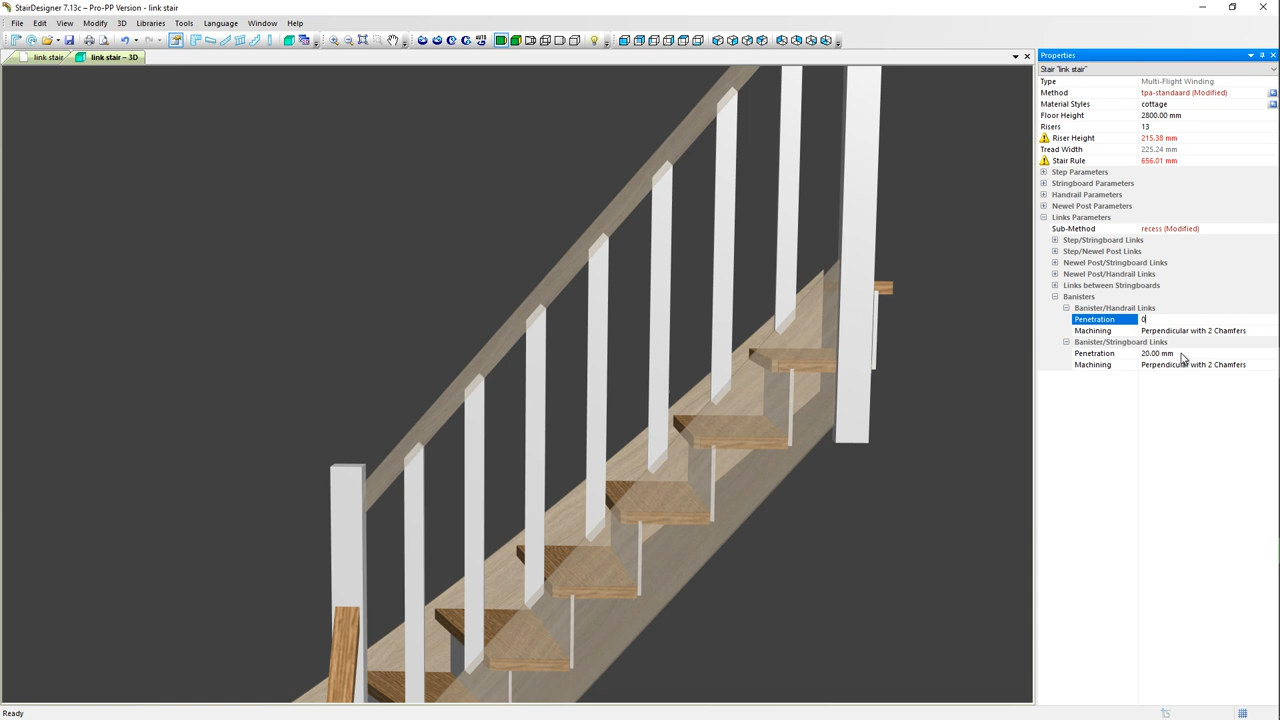 StairDesigner 7.13c - Pro-PP Version - link stair
File Edit View Modify 3D Libraries Tools Language Window Help
link stair link stair – 3D
Properties
Stair "link stair"
Type Multi-Flight Winding
Method tpa-standaard (Modified)
Material Styles cottage
Floor Height 2800.00 mm
Risers 13
Riser Height 215.38 mm
Tread Width 225.24 mm
Stair Rule 656.01 mm
Step Parameters
Stringboard Parameters
Handrail Parameters
Newel Post Parameters
Links Parameters
Sub-Method recess (Modified)
Step/Stringboard Links
Step/Newel Post Links
Newel Post/Stringboard Links
Newel Post/Handrail Links
Links between Stringboards
Banisters
Banister/Handrail Links
Penetration 0
Machining Perpendicular with 2 Chamfers
Banister/Stringboard Links
Penetration 20.00 mm
Machining Perpendicular with 2 Chamfers
Ready